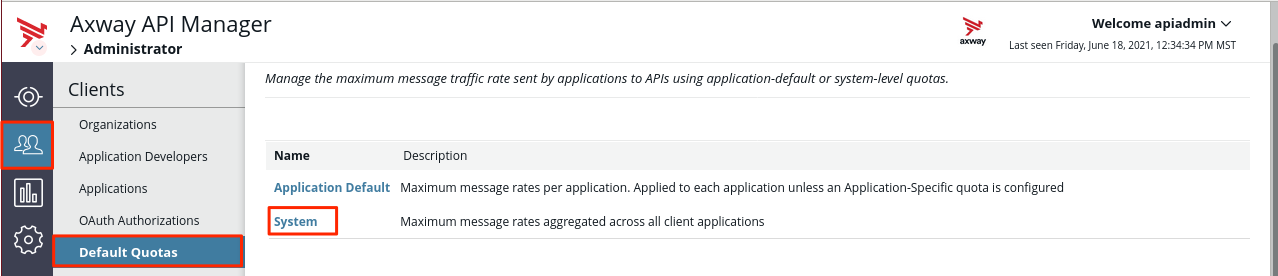 Axway API Manager
Administrator
axway
Welcome apiadmin
Last seen Friday, June 18, 2021, 12:34:34 PM MST
Clients
Organizations
Application Developers
Applications
OAuth Authorizations
Default Quotas
Manage the maximum message traffic rate sent by applications to APIs using application-default or system-level quotas.
Name Description
Application Default Maximum message rates per application. Applied to each application unless an Application-Specific quota is configured
System Maximum message rates aggregated across all client applications